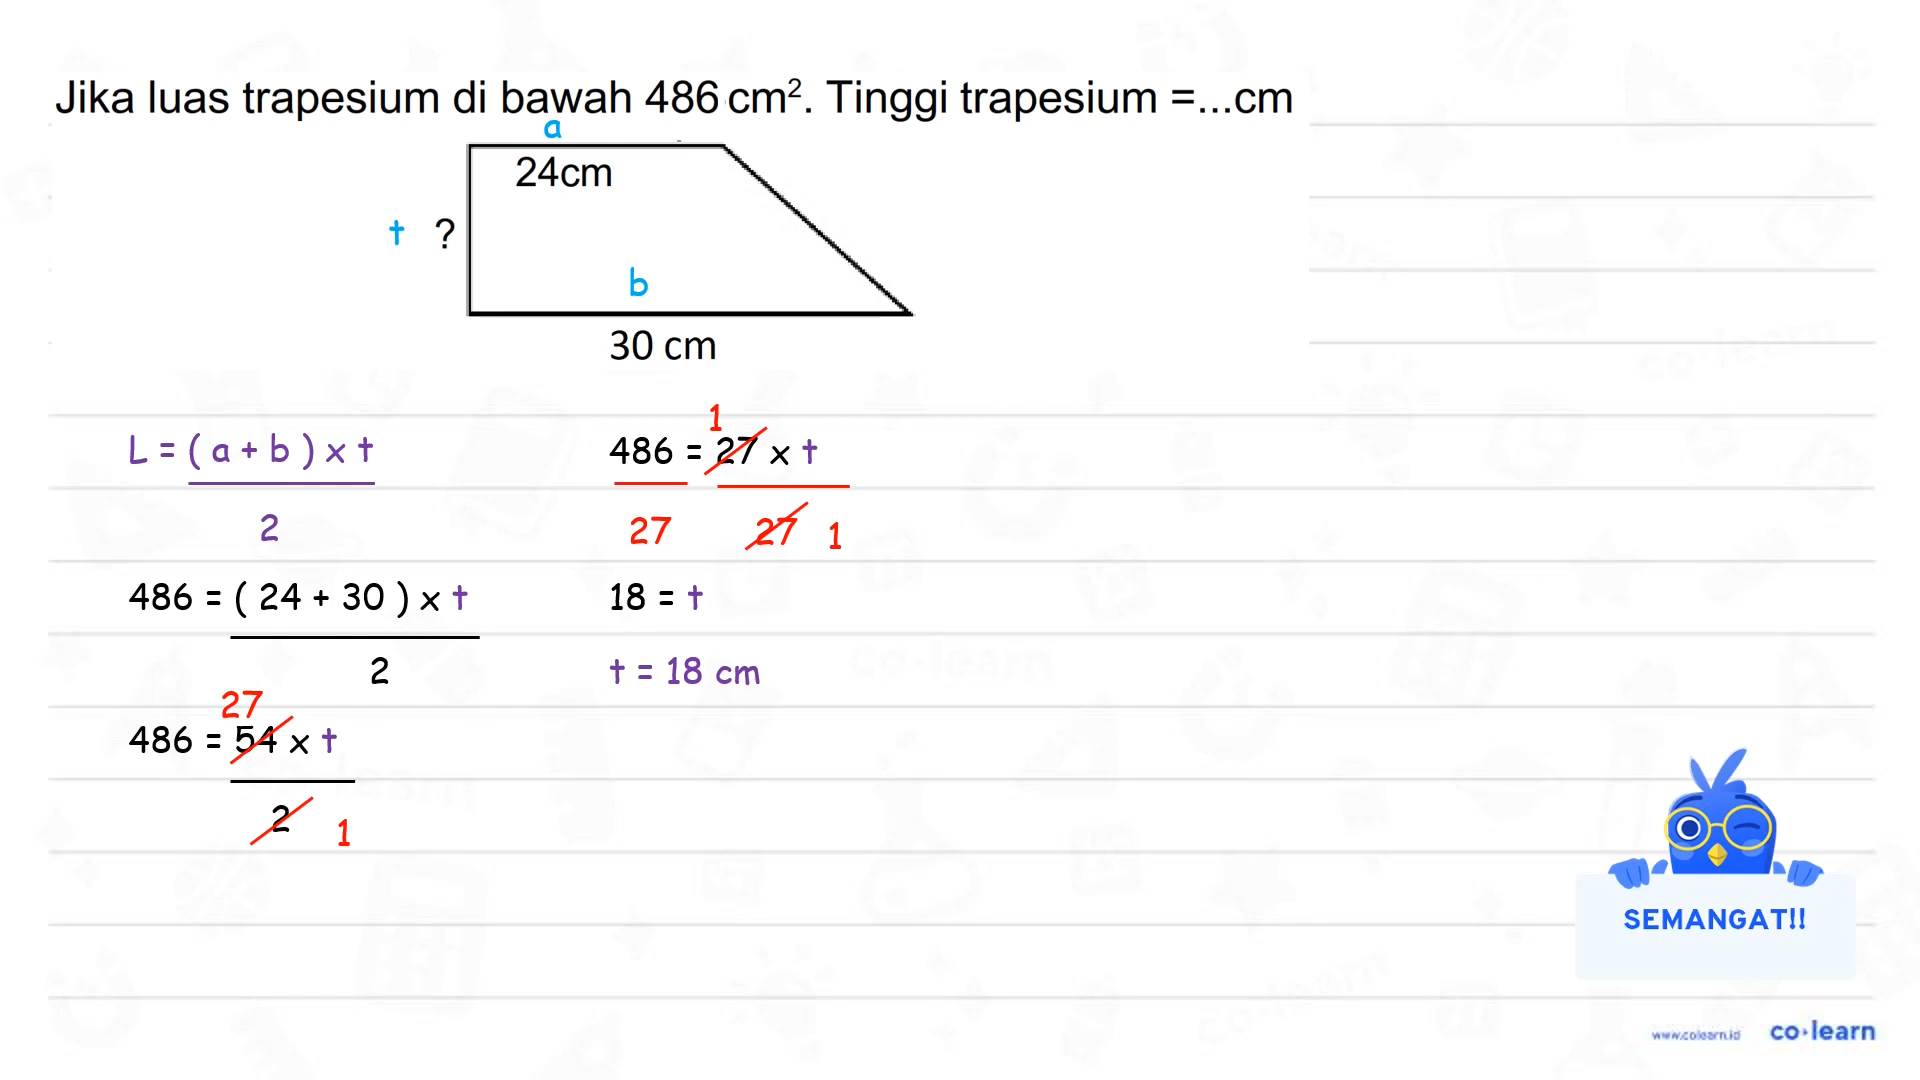 Jika luas trapesium di bawah 486 cm². Tinggi trapesium =...cm
a
24cm
t ?
b
30 cm
L = ( a + b ) x t
2
486 = ( 24 + 30 ) x t
2
27
486 = 54 x t
2 1
1
486 = 27 x t
27 27 1
18 = t
t = 18 cm
SEMANGAT!!
www.colearn.id co·learn